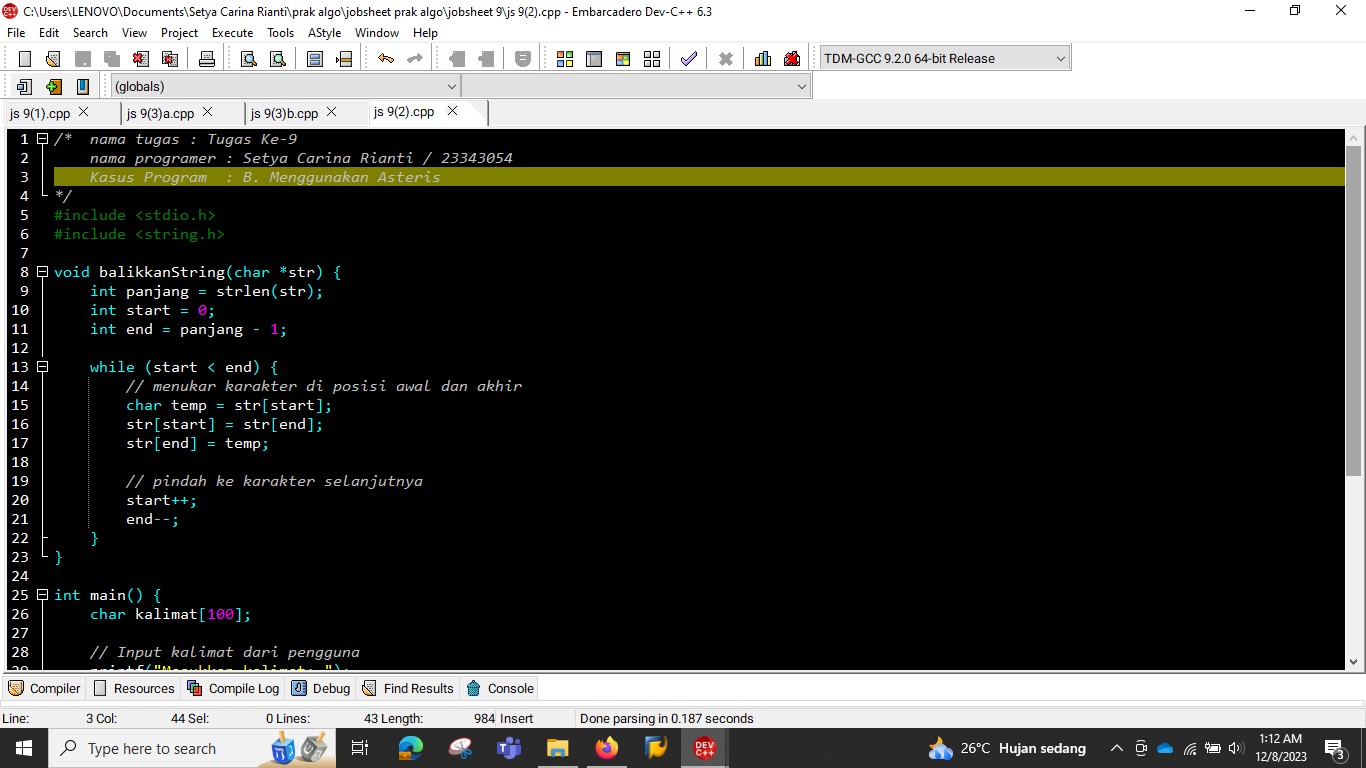 C:\Users\LENOVO\Documents\Setya Carina Rianti\prak algo\jobsheet prak algo\jobsheet 9\js 9(2).cpp - Embarcadero Dev-C++ 6.3
File Edit Search View Project Execute Tools AStyle Window Help
TDM-GCC 9.2.0 64-bit Release
(globals)
js 9(1).cpp js 9(3)a.cpp js 9(3)b.cpp js 9(2).cpp
1 /* nama tugas : Tugas Ke-9
2 nama programer : Setya Carina Rianti / 23343054
3 Kasus Program : B. Menggunakan Asteris
4 */
5 #include <stdio.h>
6 #include <string.h>
7
8 void balikkanString(char *str) {
9 int panjang = strlen(str);
10 int start = 0;
11 int end = panjang - 1;
12
13 while (start < end) {
14 // menukar karakter di posisi awal dan akhir
15 char temp = str[start];
16 str[start] = str[end];
17 str[end] = temp;
18
19 // pindah ke karakter selanjutnya
20 start++;
21 end--;
22 }
23 }
24
25 int main() {
26 char kalimat[100];
27
28 // Input kalimat dari pengguna
29 printf("Masukkan kalimat: ");
Compiler Resources Compile Log Debug Find Results Console
Line: 3 Col: 44 Sel: 0 Lines: 43 Length: 984 Insert Done parsing in 0.187 seconds
Type here to search
26°C Hujan sedang
1:12 AM
12/8/2023
3